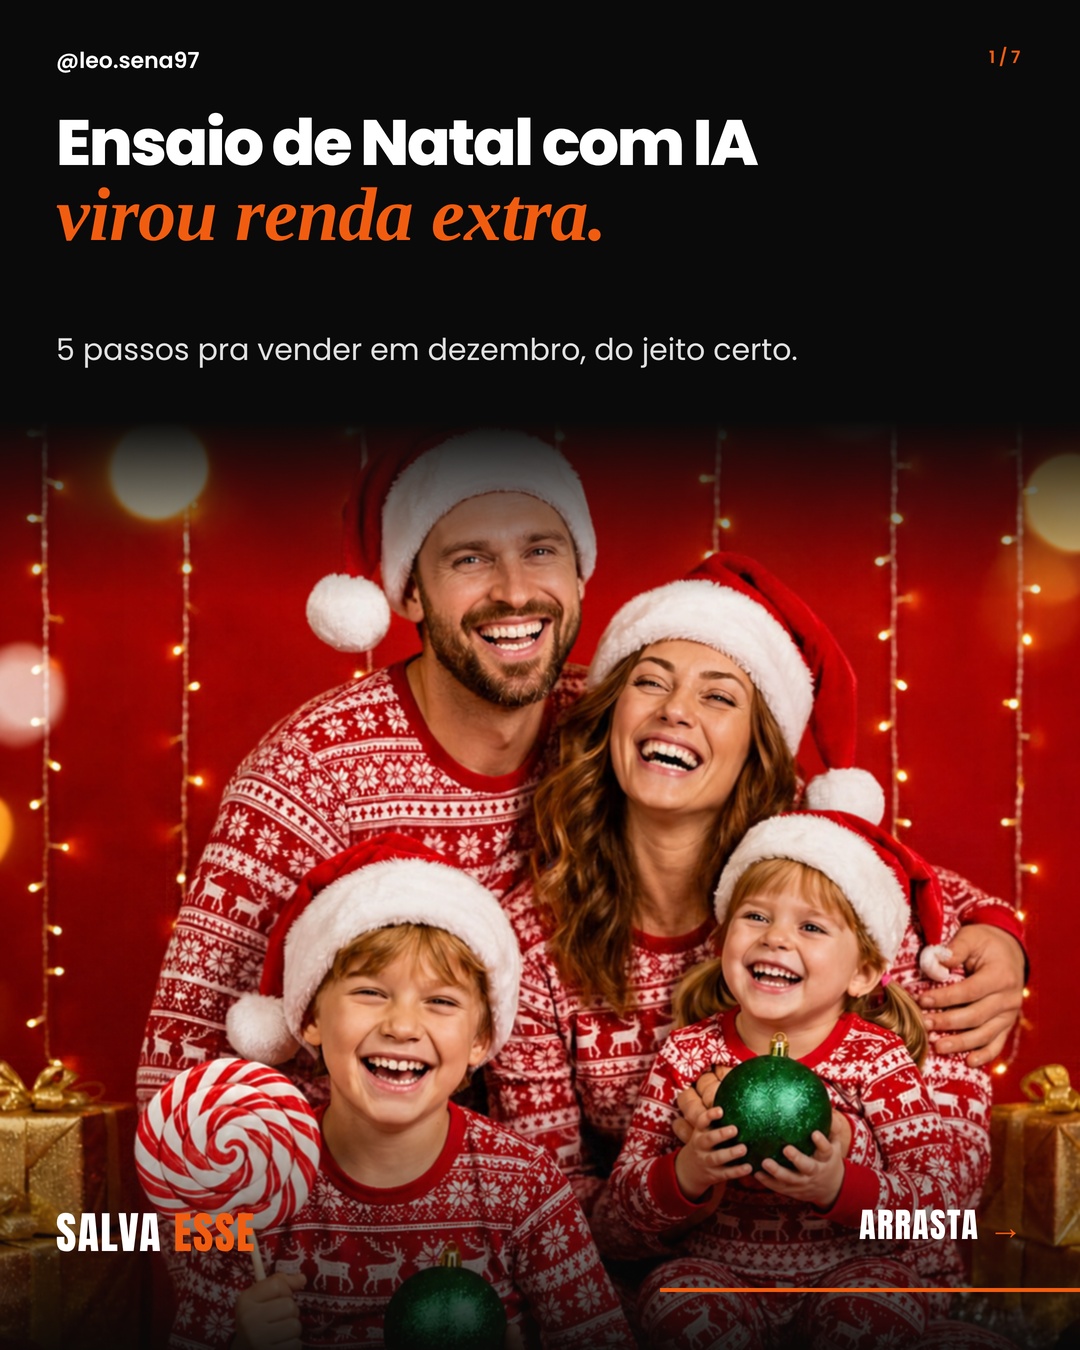 @leo.sena97
1/7
Ensaio de Natal com IA
virou renda extra.
5 passos pra vender em dezembro, do jeito certo.
SALVA ESSE
ARRASTA →